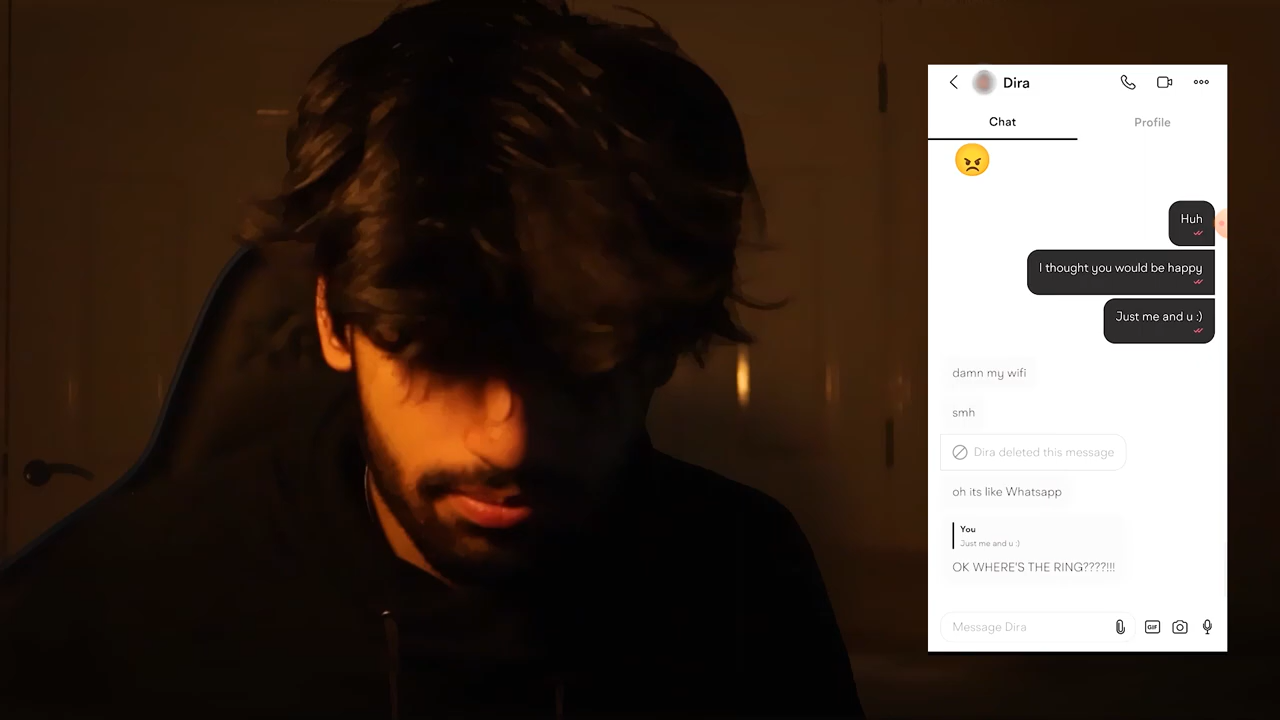 Dira
Chat
Profile
Huh
I thought you would be happy
Just me and u :)
damn my wifi
smh
Dira deleted this message
oh its like Whatsapp
You
Just me and u :)
OK WHERE'S THE RING????!!!
Message Dira
GIF